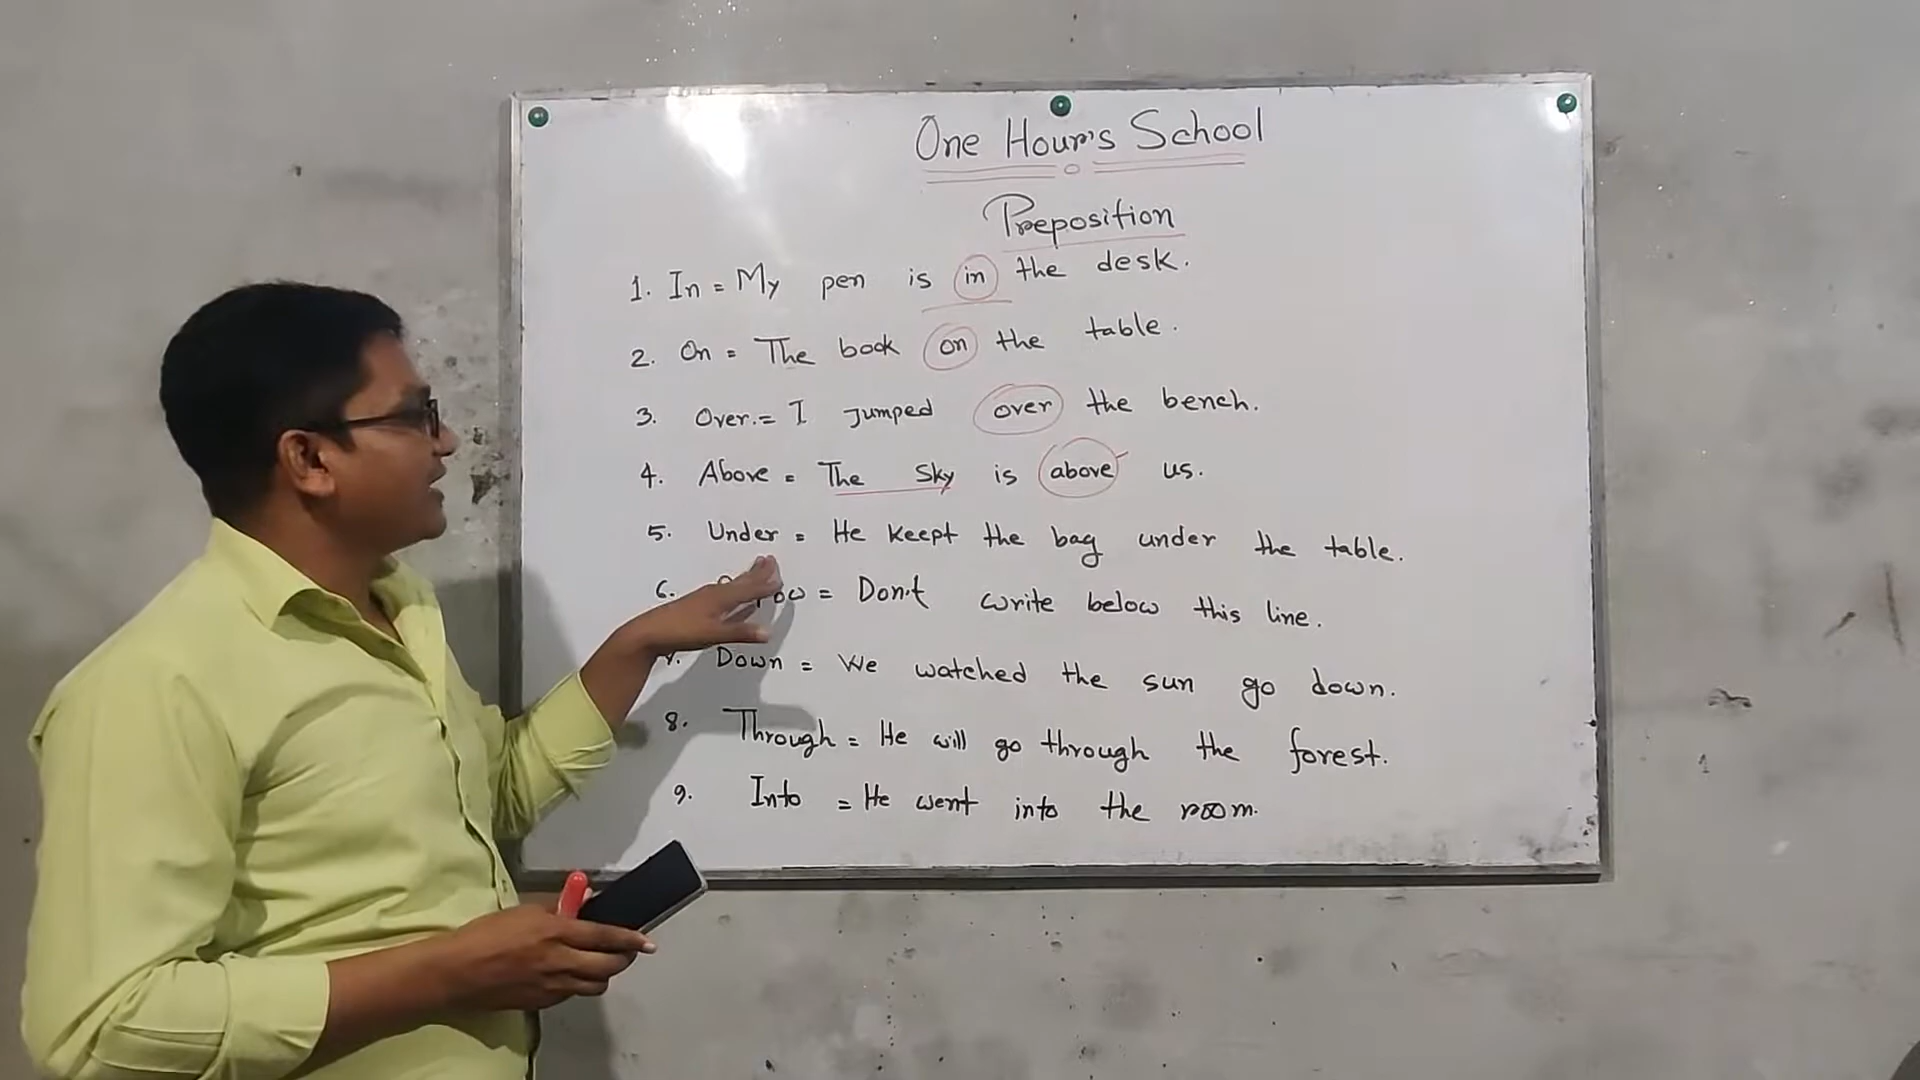 One Hour's School
Preposition
1. In = My pen is in the desk.
2. On = The book on the table.
3. Over. = I jumped over the bench.
4. Above = The Sky is above us.
5. Under = He keept the bag under the table.
6. = Don't write below this line.
Down = We watched the sun go down.
8. Through = He will go through the forest.
9. Into = He went into the room.